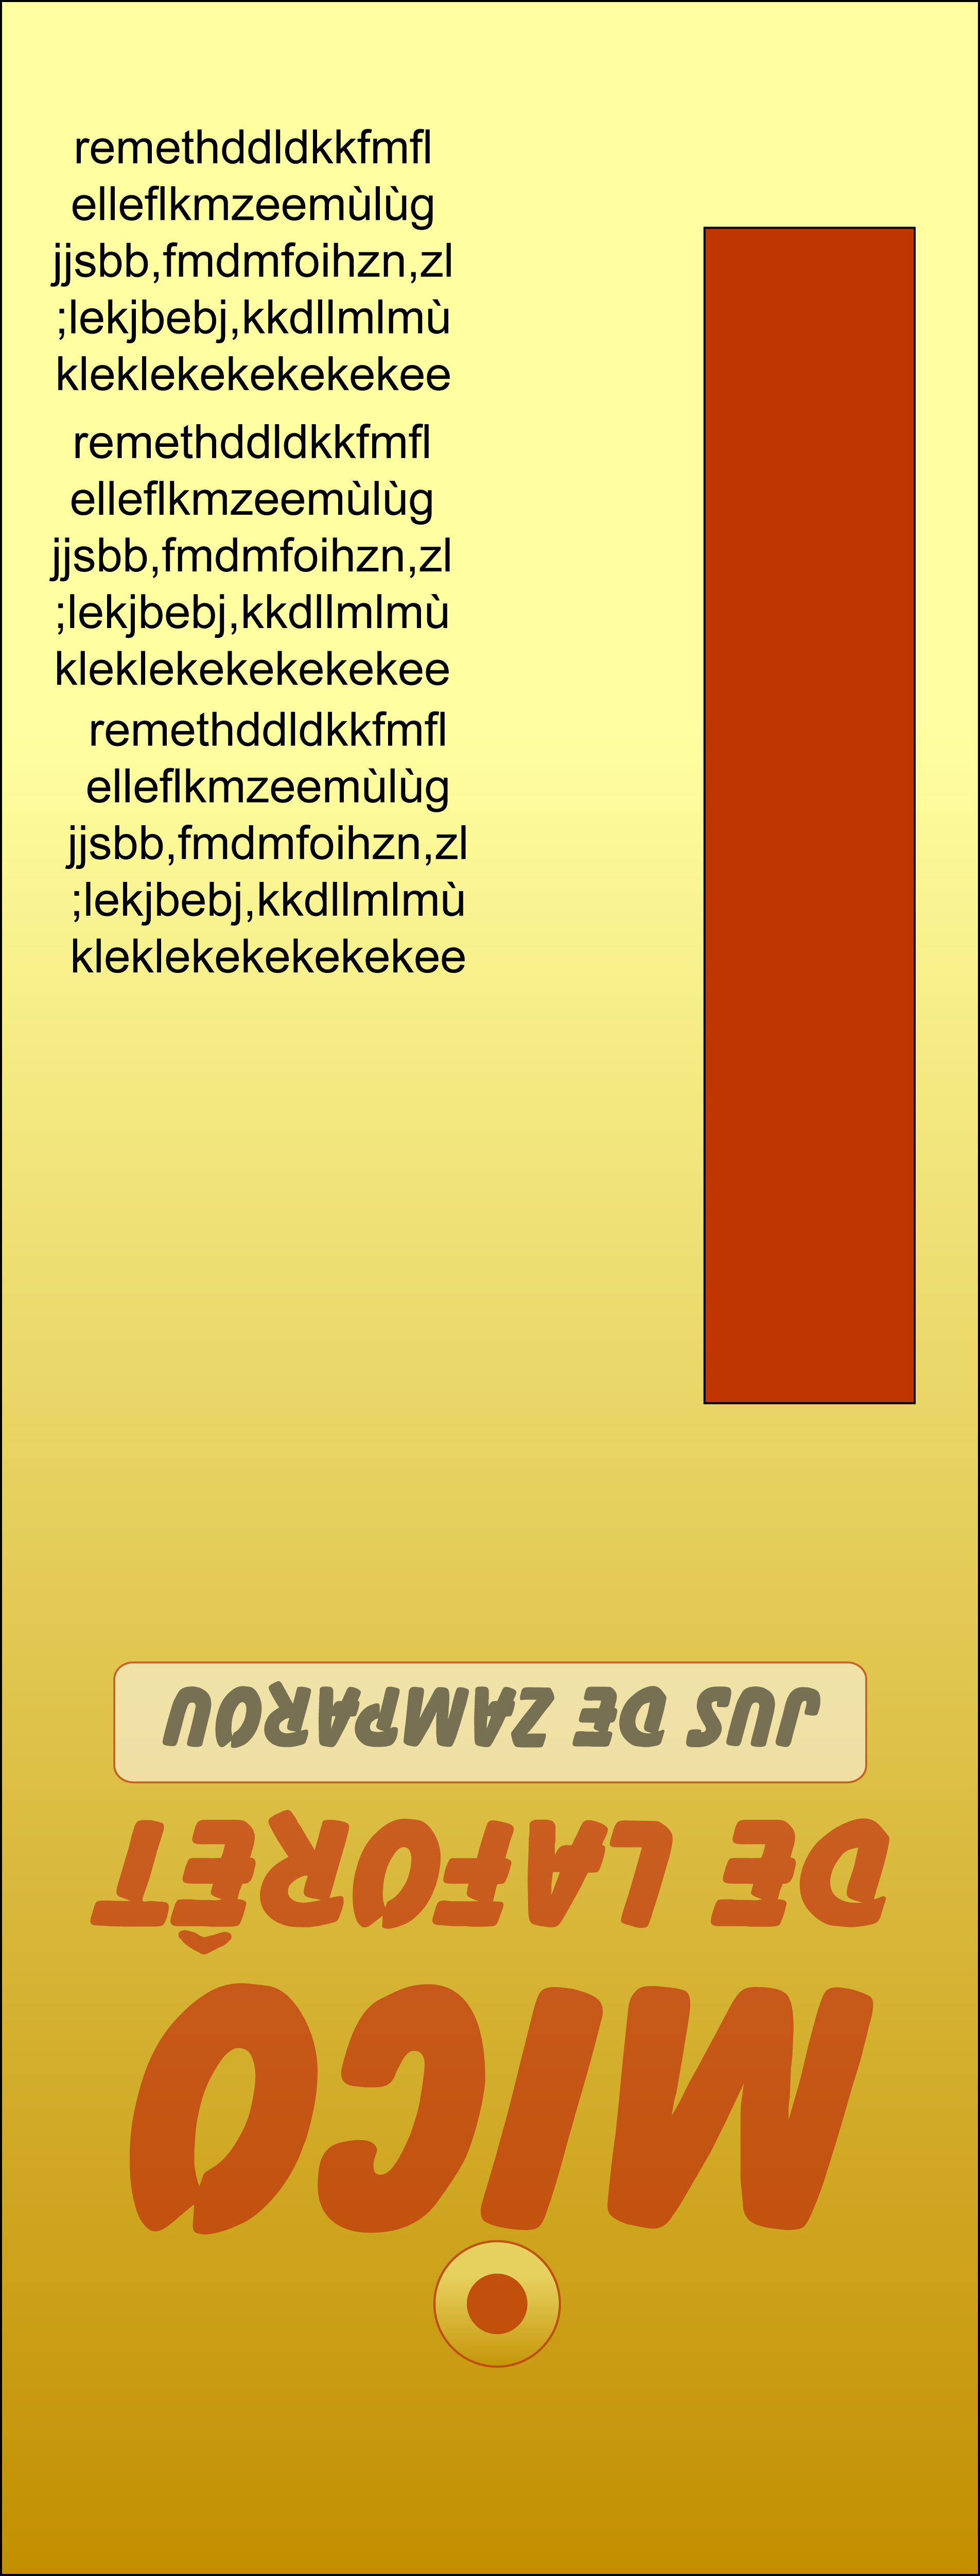 remethddldkkfmfl
elleflkmzeemùlùg
jjsbb,fmdmfoihzn,zl
;lekjbebj,kkdllmlmù
kleklekekekekekee
remethddldkkfmfl
elleflkmzeemùlùg
jjsbb,fmdmfoihzn,zl
;lekjbebj,kkdllmlmù
kleklekekekekekee
remethddldkkfmfl
elleflkmzeemùlùg
jjsbb,fmdmfoihzn,zl
;lekjbebj,kkdllmlmù
kleklekekekekekee
MICO
DE LAFORÊT
JUS DE ZAMPAROU